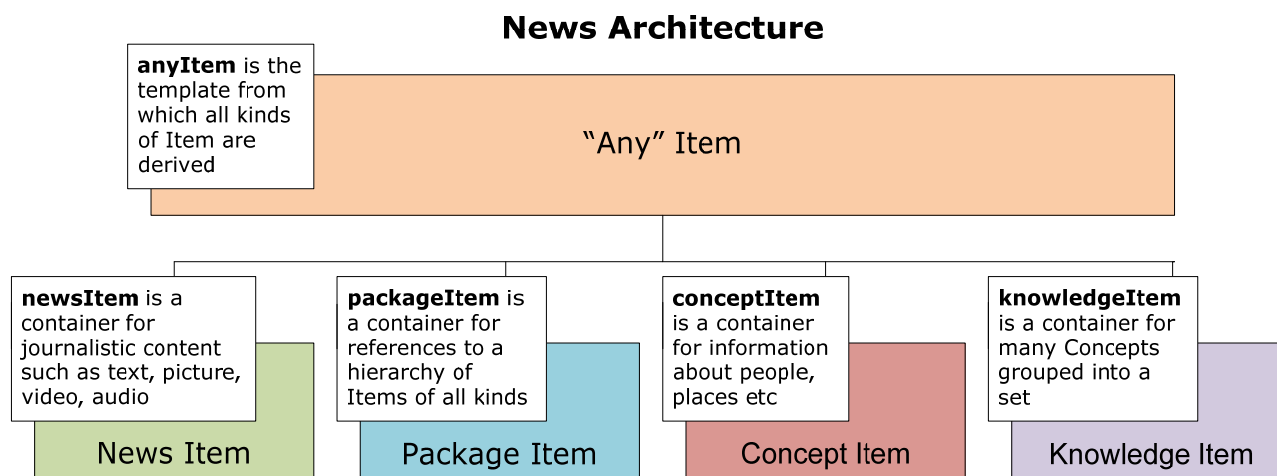 News Architecture
anyItem is the
template from
which all kinds
of Item are
derived
“Any” Item
newsItem is a
container for
journalistic content
such as text, picture,
video, audio
News Item
packageItem is
a container for
references to a
hierarchy of
Items of all kinds
Package Item
conceptItem
is a container
for information
about people,
places etc
Concept Item
knowledgeItem
is a container for
many Concepts
grouped into a
set
Knowledge Item